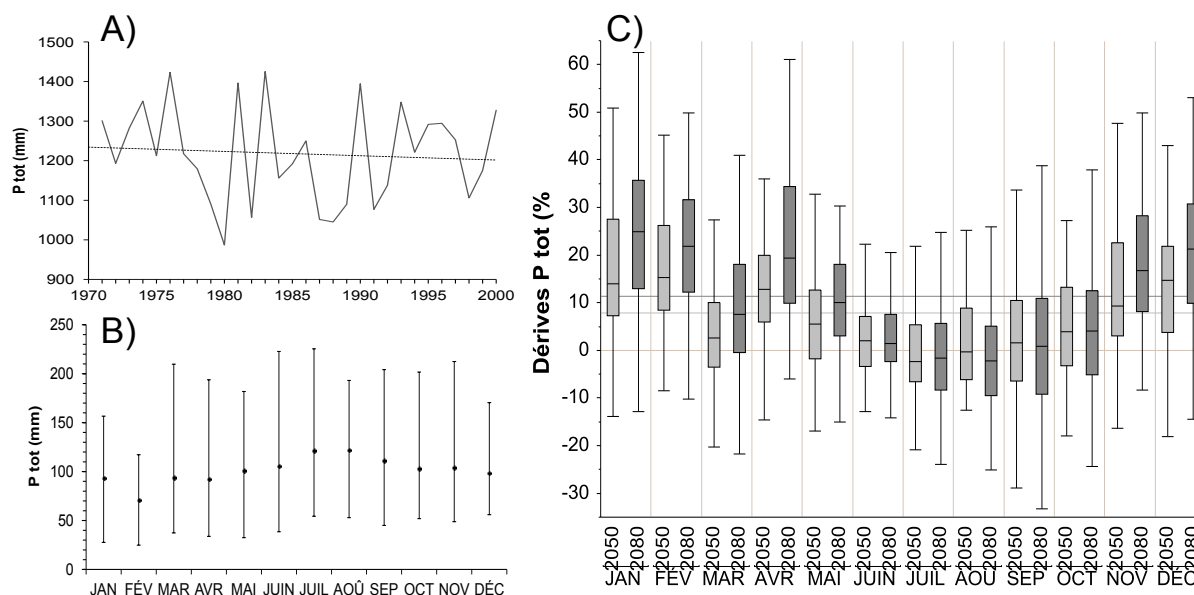 A)
P tot (mm)
1500
1400
1300
1200
1100
1000
900
1970 1975 1980 1985 1990 1995 2000
B)
P tot (mm)
250
200
150
100
50
0
JAN FÉV MAR AVR MAI JUIN JUIL AOÛ SEP OCT NOV DÉC
C)
Dérives P tot (%
60
50
40
30
20
10
0
-10
-20
-30
2050 2080 2050 2080 2050 2080 2050 2080 2050 2080 2050 2080 2050 2080 2050 2080 2050 2080 2050 2080 2050 2080 2050 2080
JAN FÉV MAR AVR MAI JUIN JUIL AOU SEP OCT NOV DÉC